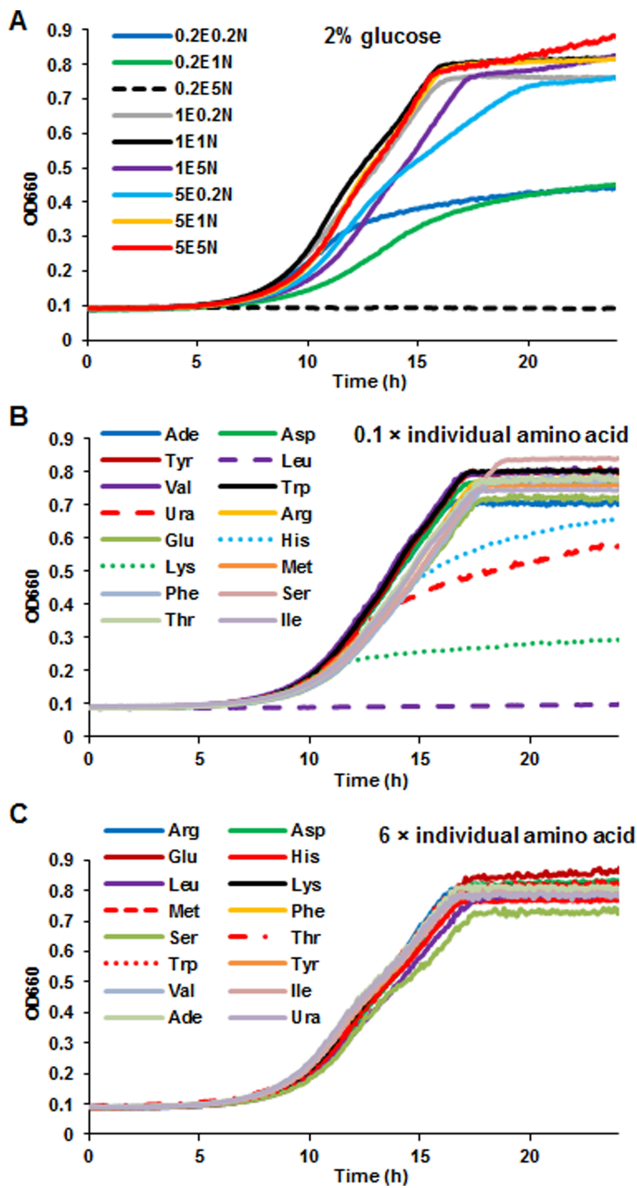 A
2% glucose
0.2E0.2N
0.2E1N
0.2E5N
1E0.2N
1E1N
1E5N
5E0.2N
5E1N
5E5N
OD660
0.9
0.8
0.7
0.6
0.5
0.4
0.3
0.2
0.1
0
0 5 10 15 20
Time (h)
B
0.1 × individual amino acid
Ade Asp
Tyr Leu
Val Trp
Ura Arg
Glu His
Lys Met
Phe Ser
Thr Ile
OD660
0.9
0.8
0.7
0.6
0.5
0.4
0.3
0.2
0.1
0
0 5 10 15 20
Time (h)
C
6 × individual amino acid
Arg Asp
Glu His
Leu Lys
Met Phe
Ser Thr
Trp Tyr
Val Ile
Ade Ura
OD660
0.9
0.8
0.7
0.6
0.5
0.4
0.3
0.2
0.1
0
0 5 10 15 20
Time (h)